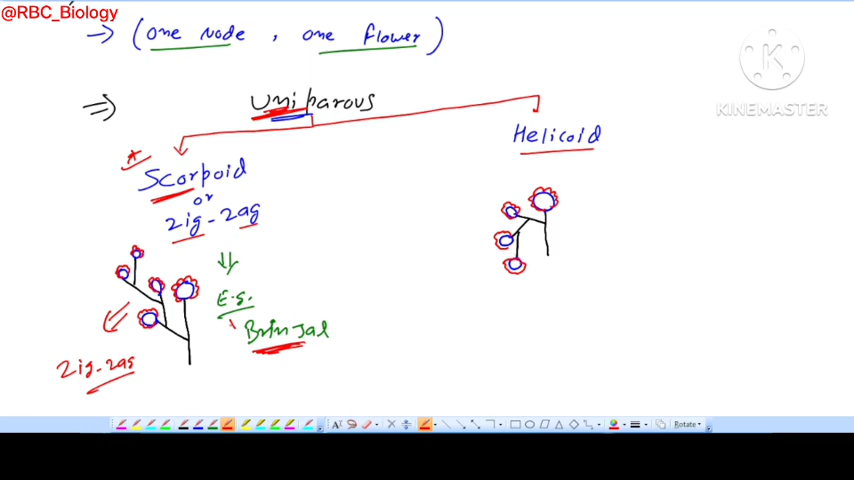 @RBC_Biology
→ (one node, one flower)
⇒ Uniparous
Scorpoid
or
zig-zag
E.g.
Brinjal
zig-zag
Helicoid
KINEMASTER
Rotate